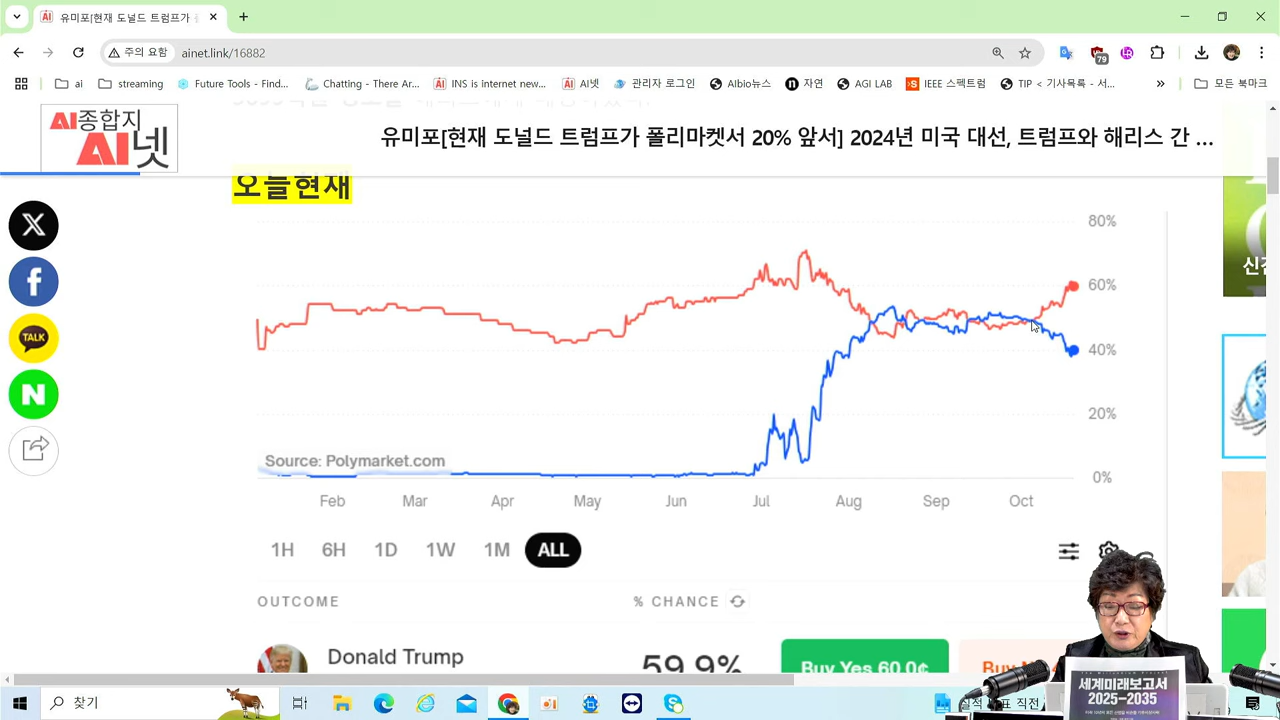 유미포[현재 도널드 트럼프가
주의 요함
ainet.link/16882
79
ai
streaming
Future Tools - Find...
Chatting - There Ar...
INS is internet new...
AI넷
관리자 로그인
AIbio뉴스
자연
AGI LAB
IEEE 스펙트럼
TIP < 기사목록 - 서...
모든 북마크
AI종합지
AI넷
유미포[현재 도널드 트럼프가 폴리마켓서 20% 앞서] 2024년 미국 대선, 트럼프와 해리스 간 ...
오늘현재
TALK
N
80%
60%
40%
20%
0%
Source: Polymarket.com
Feb
Mar
Apr
May
Jun
Jul
Aug
Sep
Oct
1H
6H
1D
1W
1M
ALL
OUTCOME
% CHANCE
Donald Trump
59.9%
Buy Yes 60.0¢
세계미래보고서
2025-2035
찾기